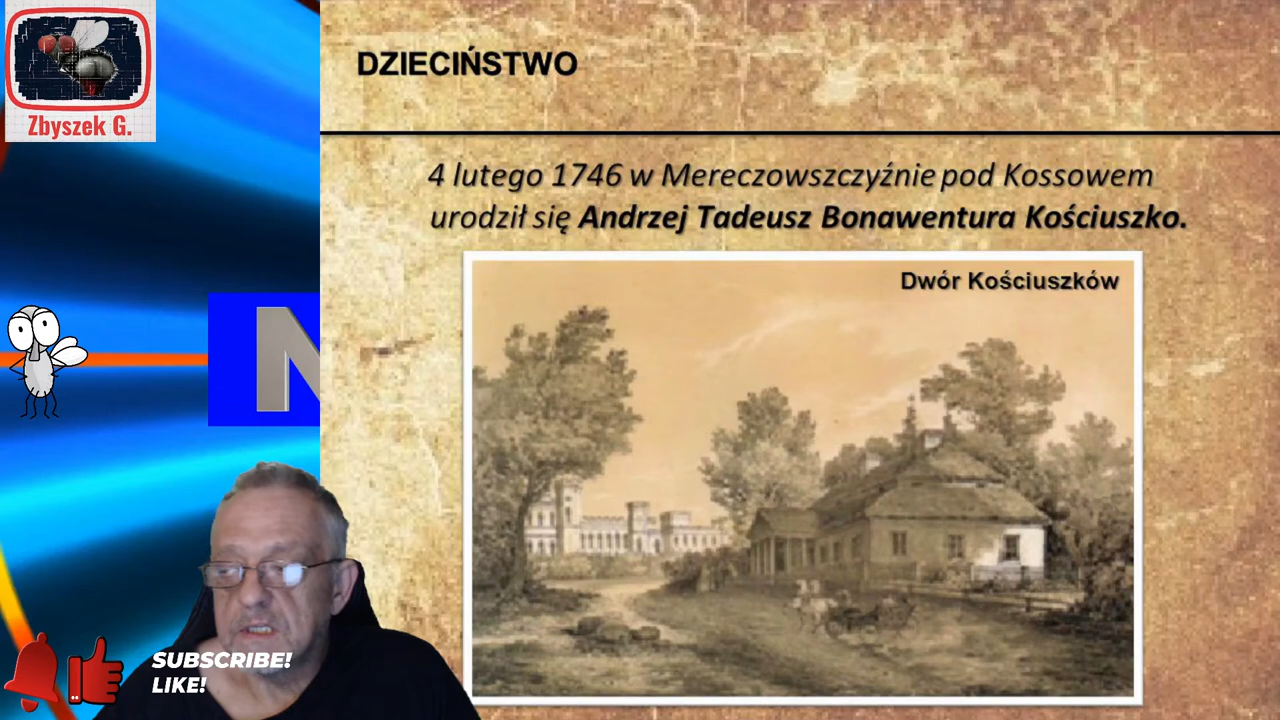 Zbyszek G.
DZIECIŃSTWO
4 lutego 1746 w Mereczowszczyźnie pod Kossowem
urodził się Andrzej Tadeusz Bonawentura Kościuszko.
Dwór Kościuszków
N
SUBSCRIBE!
LIKE!